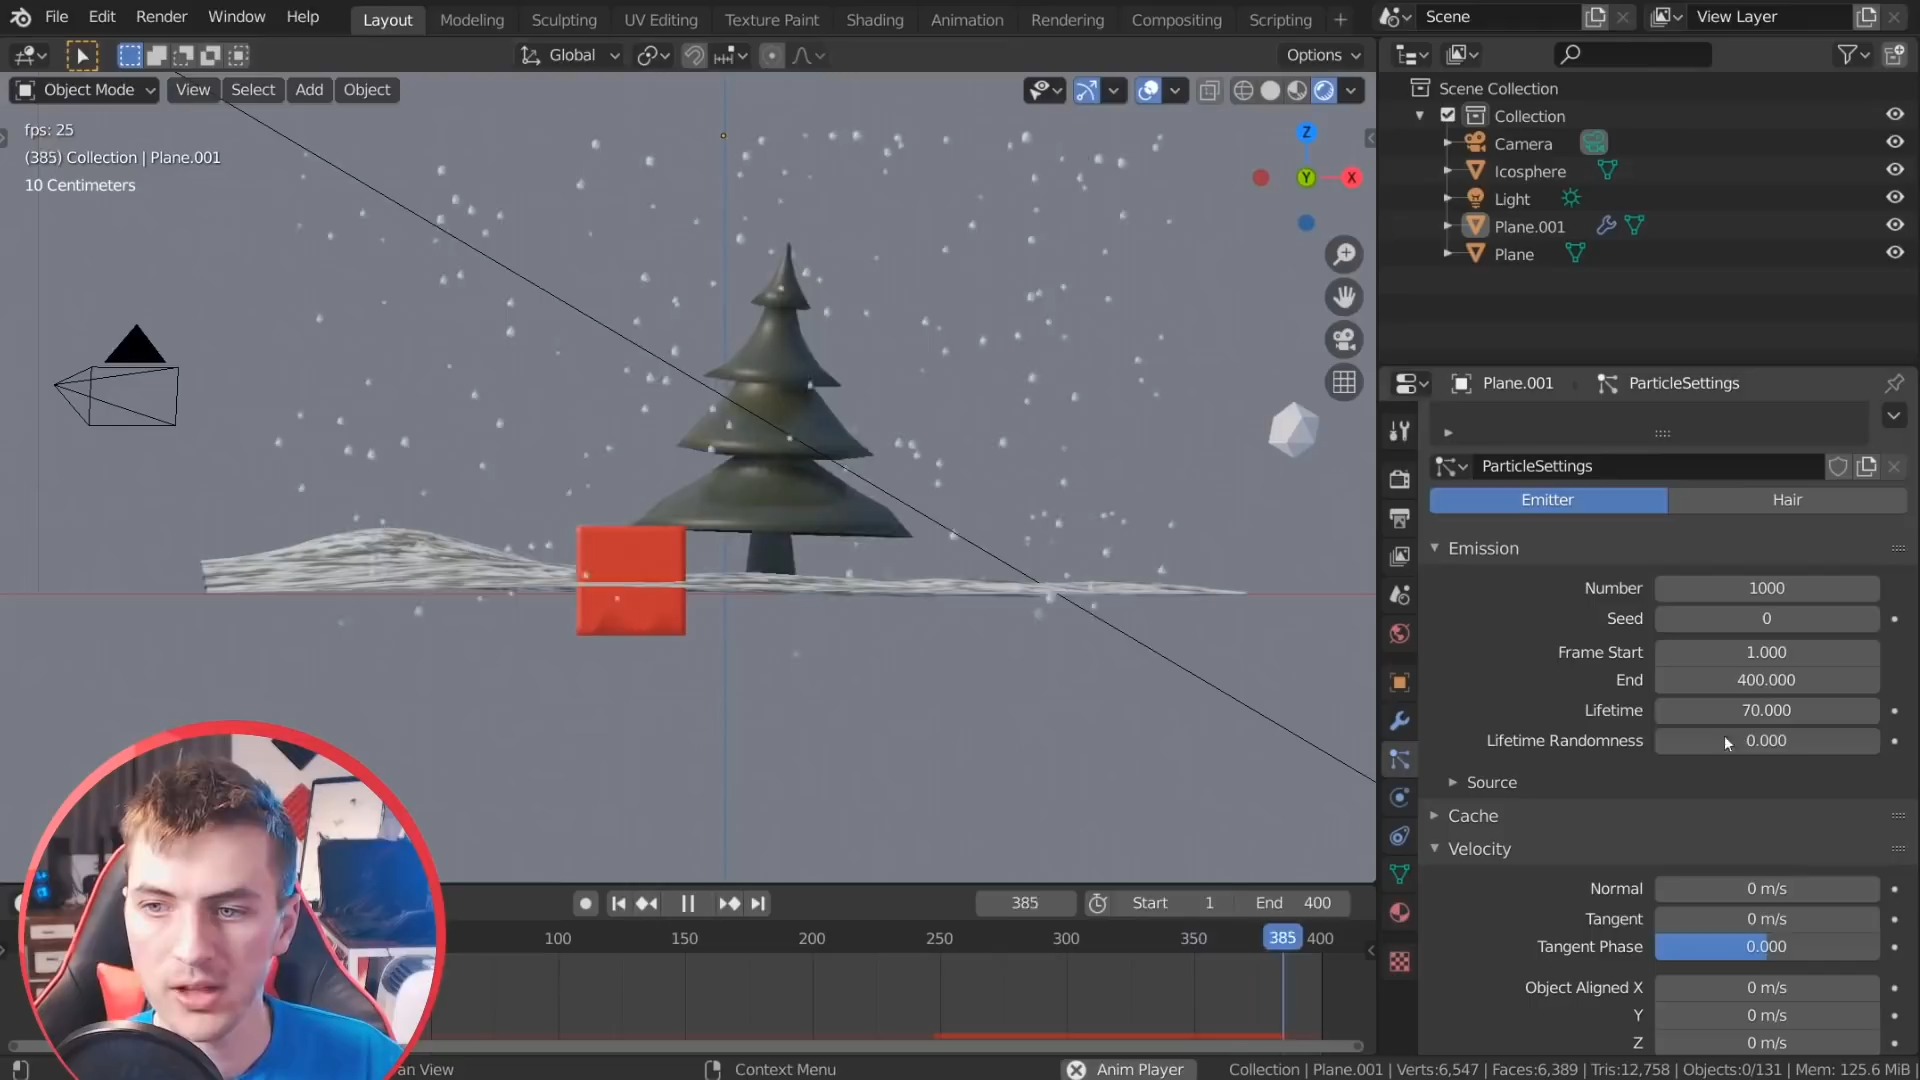 File Edit Render Window Help Layout Modeling Sculpting UV Editing Texture Paint Shading Animation Rendering Compositing Scripting + Scene View Layer
Global Options
Object Mode View Select Add Object
fps: 25
(385) Collection | Plane.001
10 Centimeters
Z
Y
X
Scene Collection
Collection
Camera
Icosphere
Light
Plane.001
Plane
Plane.001 ParticleSettings
ParticleSettings
Emitter Hair
Emission
Number 1000
Seed 0
Frame Start 1.000
End 400.000
Lifetime 70.000
Lifetime Randomness 0.000
Source
Cache
Velocity
Normal 0 m/s
Tangent 0 m/s
Tangent Phase 0.000
Object Aligned X 0 m/s
Y 0 m/s
Z 0 m/s
385 Start 1 End 400
100 150 200 250 300 350 385 400
an View Context Menu Anim Player Collection | Plane.001 | Verts:6,547 | Faces:6,389 | Tris:12,758 | Objects:0/131 | Mem: 125.6 MiB